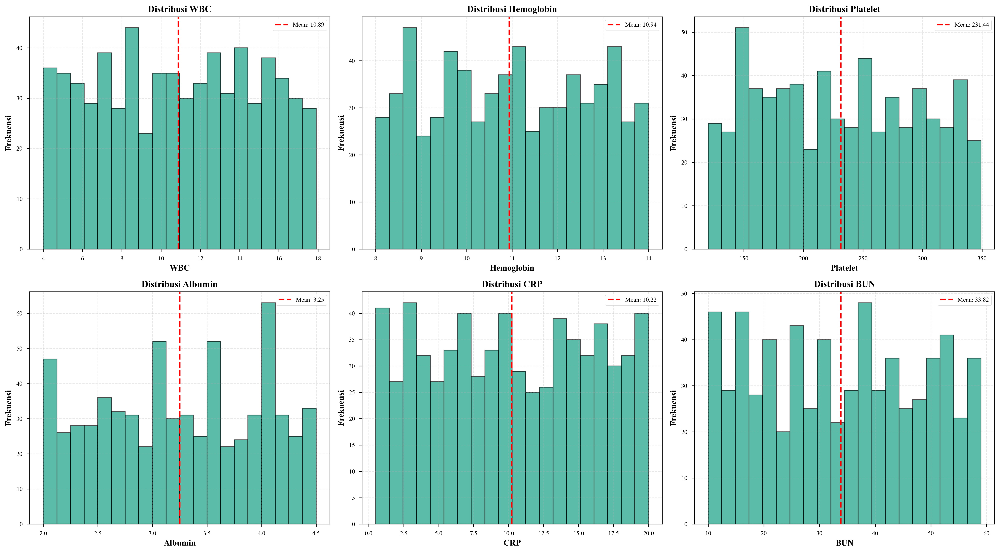 Distribusi WBC
Mean: 10.89
Frekuensi
40
30
20
10
0
4 6 8 10 12 14 16 18
WBC
Distribusi Hemoglobin
Mean: 10.94
Frekuensi
40
30
20
10
0
8 9 10 11 12 13 14
Hemoglobin
Distribusi Platelet
Mean: 231.44
Frekuensi
50
40
30
20
10
0
150 200 250 300 350
Platelet
Distribusi Albumin
Mean: 3.25
Frekuensi
60
50
40
30
20
10
0
2.0 2.5 3.0 3.5 4.0 4.5
Albumin
Distribusi CRP
Mean: 10.22
Frekuensi
40
35
30
25
20
15
10
5
0
0.0 2.5 5.0 7.5 10.0 12.5 15.0 17.5 20.0
CRP
Distribusi BUN
Mean: 33.82
Frekuensi
50
40
30
20
10
0
10 20 30 40 50 60
BUN